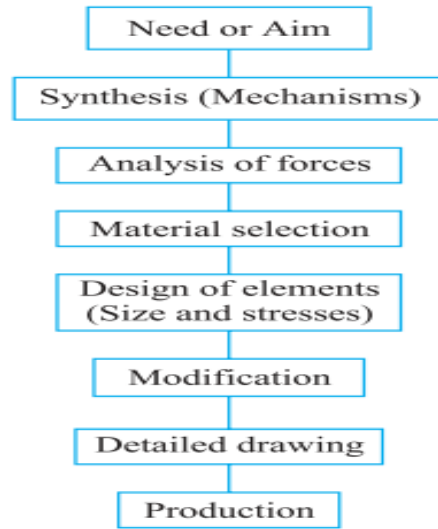 Need or Aim
Synthesis (Mechanisms)
Analysis of forces
Material selection
Design of elements
(Size and stresses)
Modification
Detailed drawing
Production